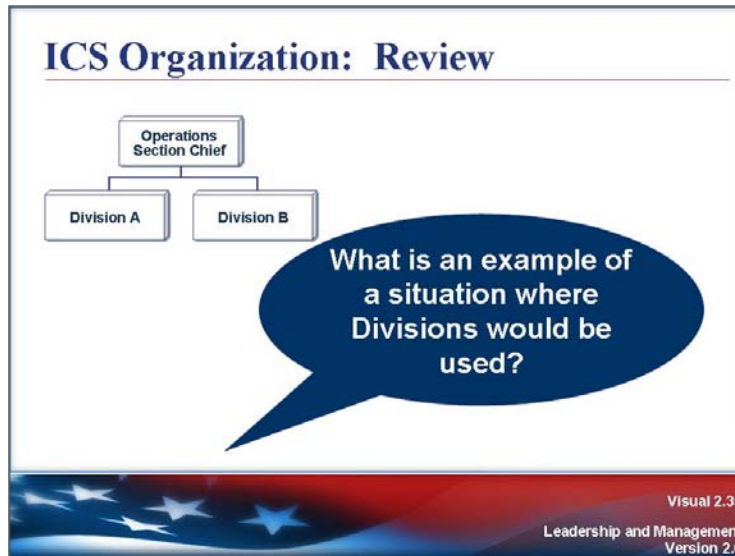 ICS Organization: Review
Operations
Section Chief
Division A
Division B
What is an example of
a situation where
Divisions would be
used?
Visual 2.3
Leadership and Managemen
Version 2.